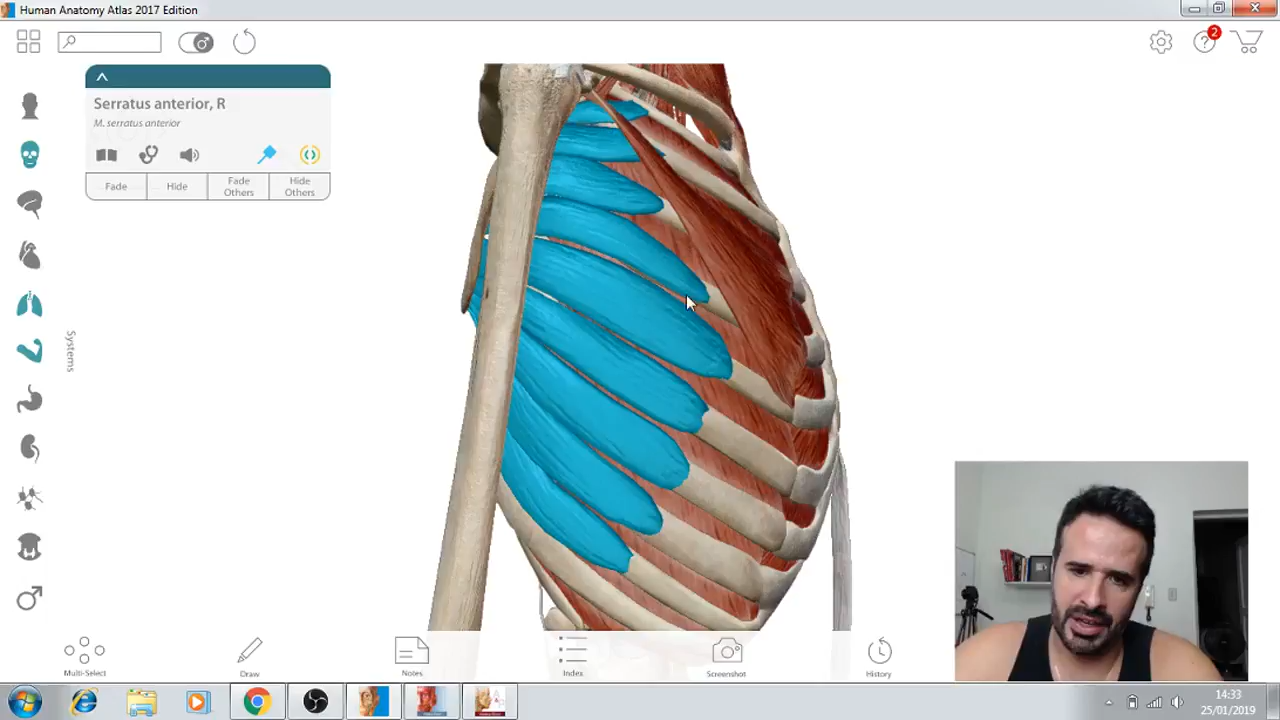 Human Anatomy Atlas 2017 Edition
2
Serratus anterior, R
M. serratus anterior
Fade
Hide
Fade Others
Hide Others
Systems
Multi-Select
Draw
Notes
Index
Screenshot
History
14:33
25/01/2019